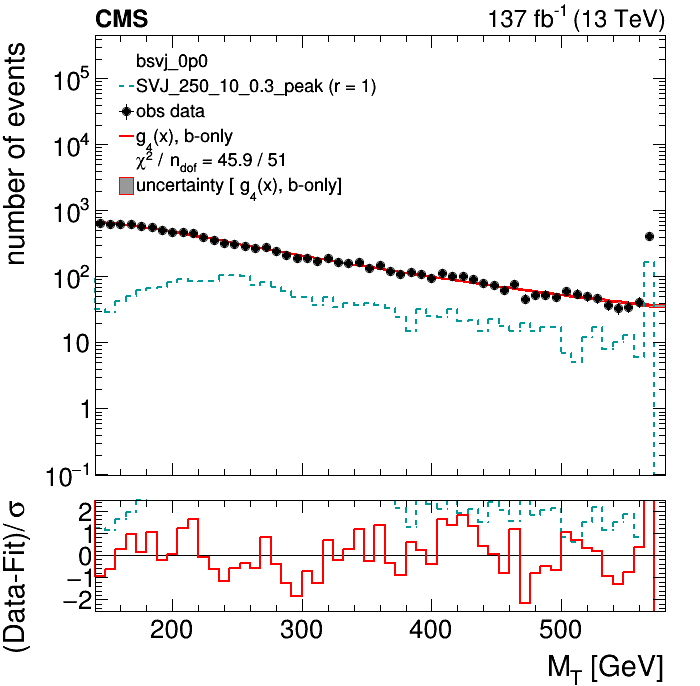 CMS 137 fb⁻¹ (13 TeV)
number of events
10⁵
10⁴
10³
10²
10
1
10⁻¹
bsvj_0p0
SVJ_250_10_0.3_peak (r = 1)
obs data
g₄(x), b-only
χ² / n_dof = 45.9 / 51
uncertainty [ g₄(x), b-only]
(Data-Fit)/ σ
2
1
0
−1
−2
200 300 400 500
M_T [GeV]